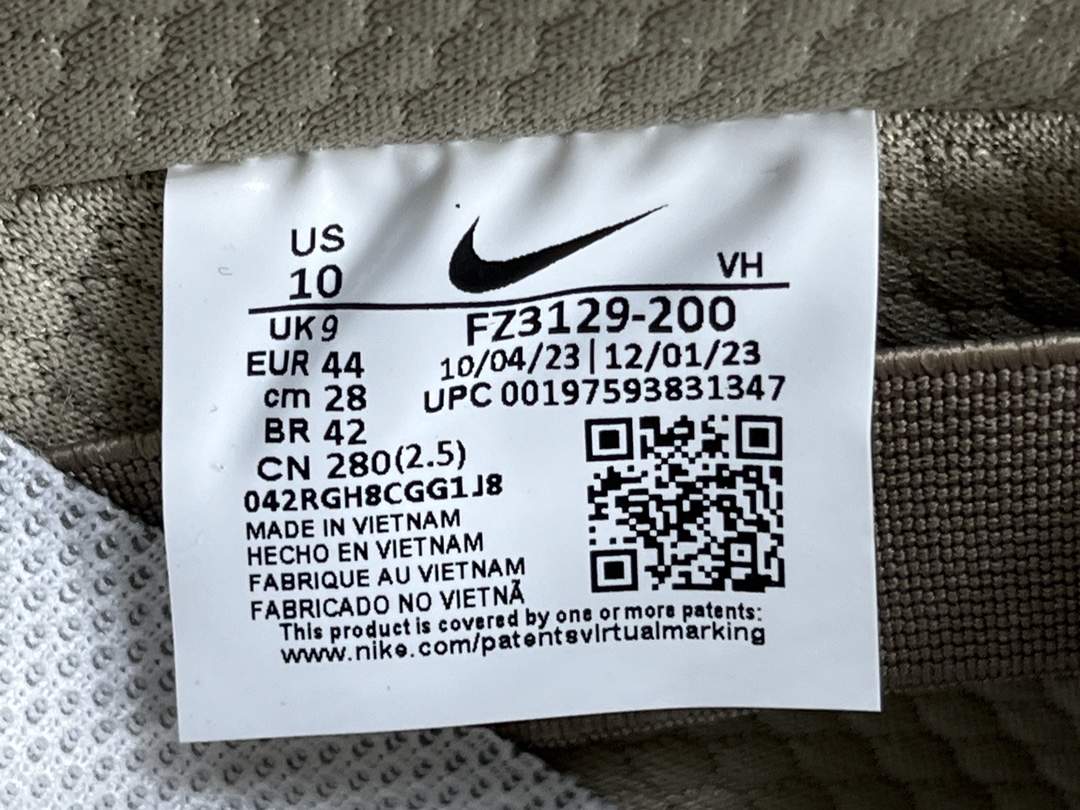 US
10
VH
UK 9
FZ3129-200
EUR 44
10/04/23 | 12/01/23
cm 28
UPC 00197593831347
BR 42
CN 280(2.5)
042RGH8CGG1J8
MADE IN VIETNAM
HECHO EN VIETNAM
FABRIQUE AU VIETNAM
FABRICADO NO VIETNÃ
This product is covered by one or more patents:
www.nike.com/patentsvirtualmarking